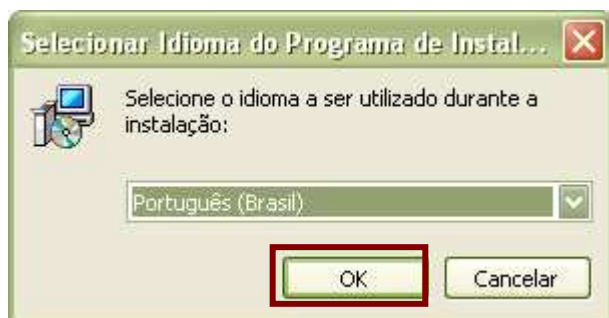 Selecionar Idioma do Programa de Instal...
Selecione o idioma a ser utilizado durante a
instalação:
Português (Brasil)
OK
Cancelar